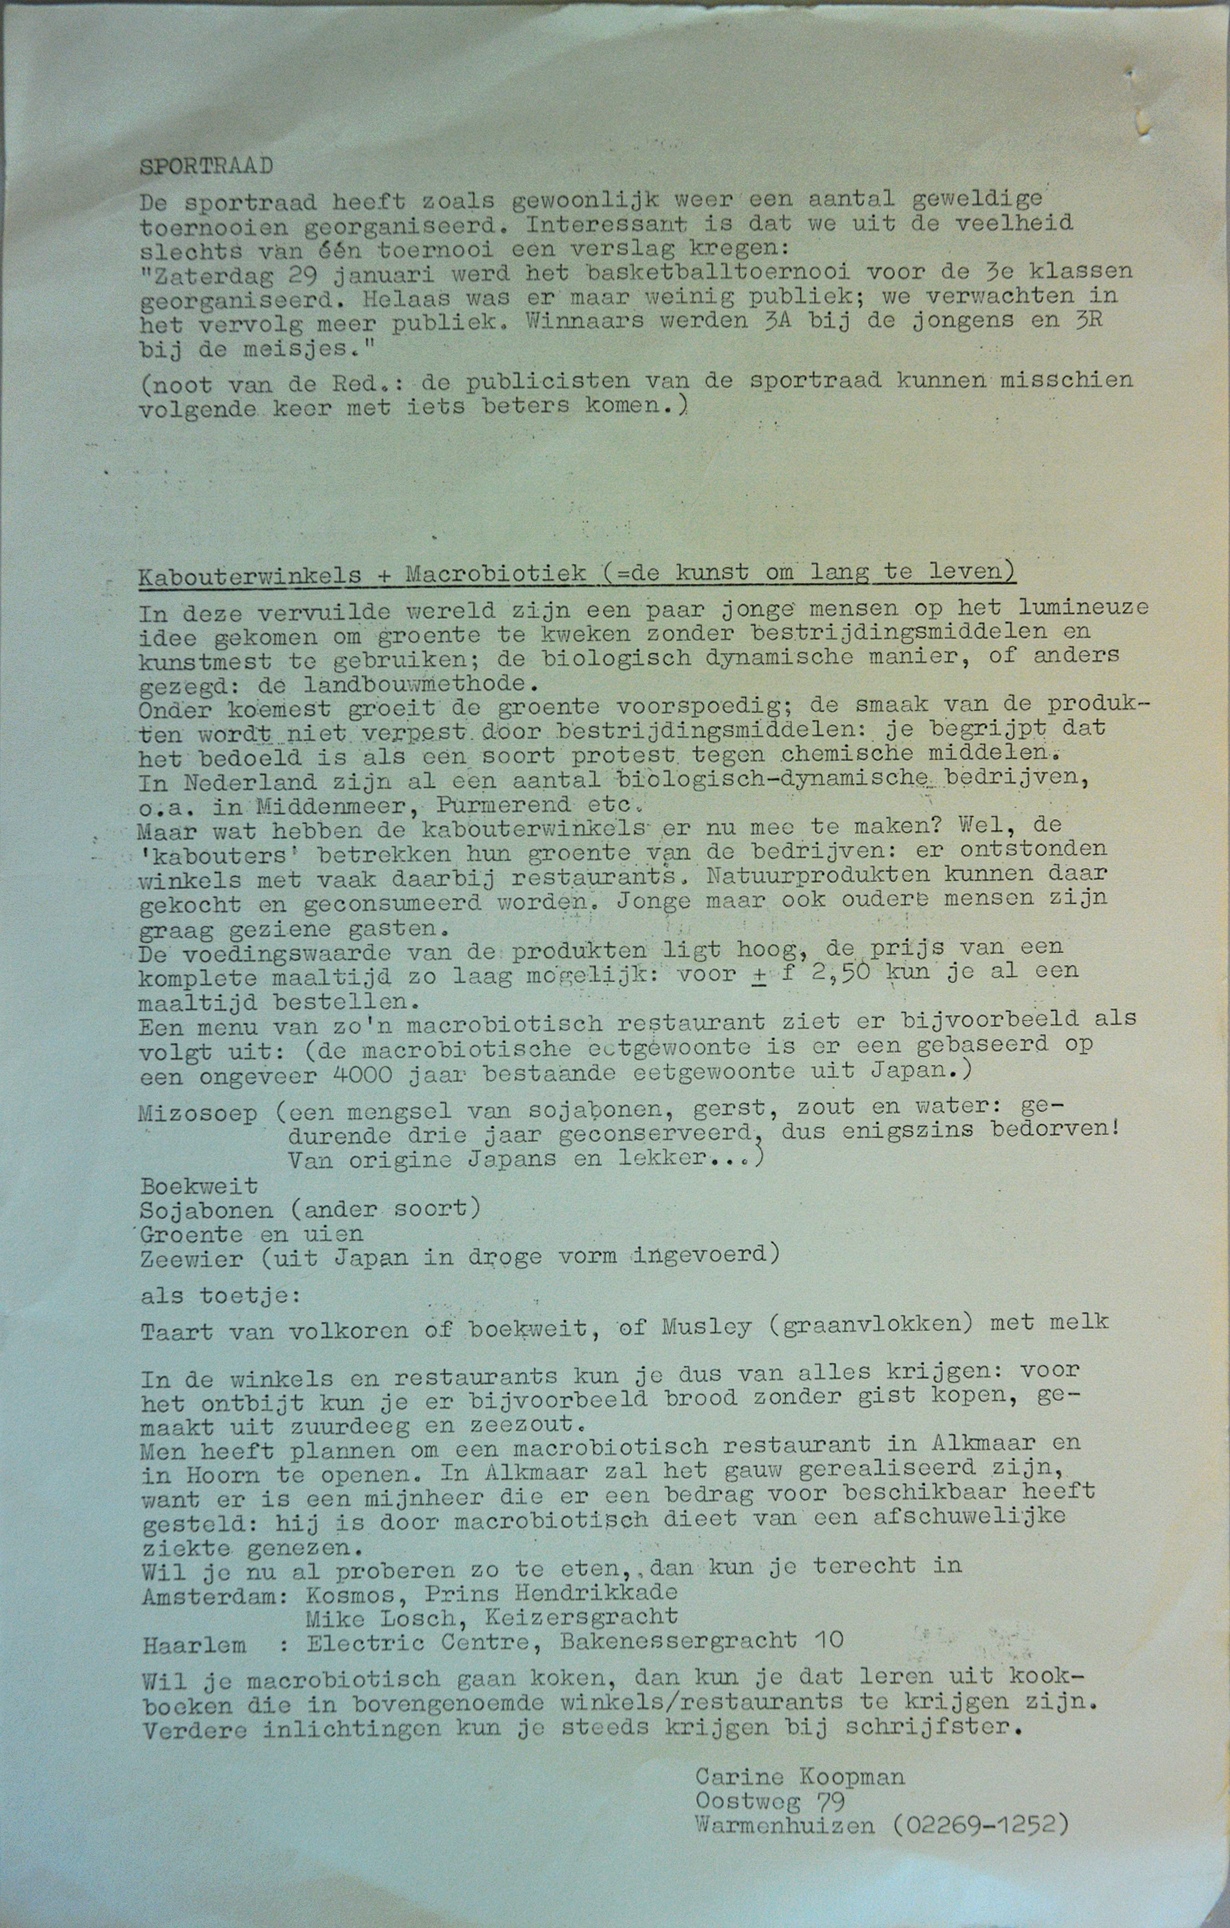 SPORTRAAD
De sportraad heeft zoals gewoonlijk weer een aantal geweldige
toernooien georganiseerd. Interessant is dat we uit de veelheid
slechts van één toernooi een verslag kregen:
"Zaterdag 29 januari werd het basketballtoernooi voor de 3e klassen
georganiseerd. Helaas was er maar weinig publiek; we verwachten in
het vervolg meer publiek. Winnaars werden 3A bij de jongens en 3R
bij de meisjes."
(noot van de Red.: de publicisten van de sportraad kunnen misschien
volgende keer met iets beters komen.)
Kabouterwinkels + Macrobiotiek (=de kunst om lang te leven)
In deze vervuilde wereld zijn een paar jonge mensen op het lumineuze
idee gekomen om groente te kweken zonder bestrijdingsmiddelen en
kunstmest te gebruiken; de biologisch dynamische manier, of anders
gezegd: de landbouwmethode.
Onder koemest groeit de groente voorspoedig; de smaak van de produk-
ten wordt niet verpest door bestrijdingsmiddelen: je begrijpt dat
het bedoeld is als een soort protest tegen chemische middelen.
In Nederland zijn al een aantal biologisch-dynamische bedrijven,
o.a. in Middenmeer, Purmerend etc.
Maar wat hebben de kabouterwinkels er nu mee te maken? Wel, de
'kabouters' betrekken hun groente van de bedrijven: er ontstonden
winkels met vaak daarbij restaurants. Natuurprodukten kunnen daar
gekocht en geconsumeerd worden. Jonge maar ook oudere mensen zijn
graag geziene gasten.
De voedingswaarde van de produkten ligt hoog, de prijs van een
komplete maaltijd zo laag mogelijk: voor ± f 2,50 kun je al een
maaltijd bestellen.
Een menu van zo'n macrobiotisch restaurant ziet er bijvoorbeeld als
volgt uit: (de macrobiotische eetgewoonte is er een gebaseerd op
een ongeveer 4000 jaar bestaande eetgewoonte uit Japan.)
Mizosoep (een mengsel van sojabonen, gerst, zout en water: ge-
durende drie jaar geconserveerd, dus enigszins bedorven!
Van origine Japans en lekker...)
Boekweit
Sojabonen (ander soort)
Groente en uien
Zeewier (uit Japan in droge vorm ingevoerd)
als toetje:
Taart van volkoren of boekweit, of Musley (graanvlokken) met melk
In de winkels en restaurants kun je dus van alles krijgen: voor
het ontbijt kun je er bijvoorbeeld brood zonder gist kopen, ge-
maakt uit zuurdeeg en zeezout.
Men heeft plannen om een macrobiotisch restaurant in Alkmaar en
in Hoorn te openen. In Alkmaar zal het gauw gerealiseerd zijn,
want er is een mijnheer die er een bedrag voor beschikbaar heeft
gesteld: hij is door macrobiotisch dieet van een afschuwelijke
ziekte genezen.
Wil je nu al proberen zo te eten, dan kun je terecht in
Amsterdam: Kosmos, Prins Hendrikkade
Mike Losch, Keizersgracht
Haarlem : Electric Centre, Bakenessergracht 10
Wil je macrobiotisch gaan koken, dan kun je dat leren uit kook-
boeken die in bovengenoemde winkels/restaurants te krijgen zijn.
Verdere inlichtingen kun je steeds krijgen bij schrijfster.
Carine Koopman
Oostweg 79
Warmenhuizen (02269-1252)